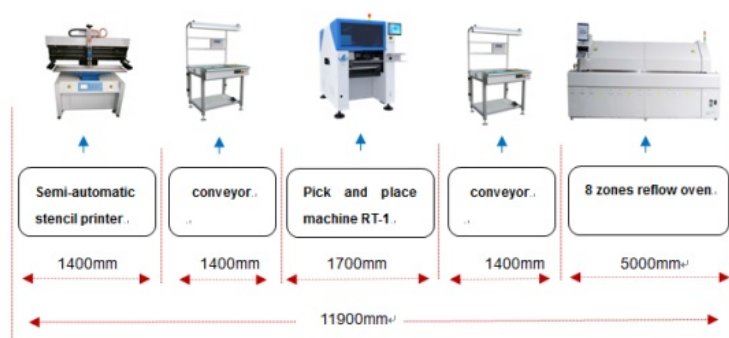 Semi-automatic
stencil printer
conveyor
Pick and place
machine RT-1
conveyor
8 zones reflow oven
1400mm
1400mm
1700mm
1400mm
5000mm
11900mm